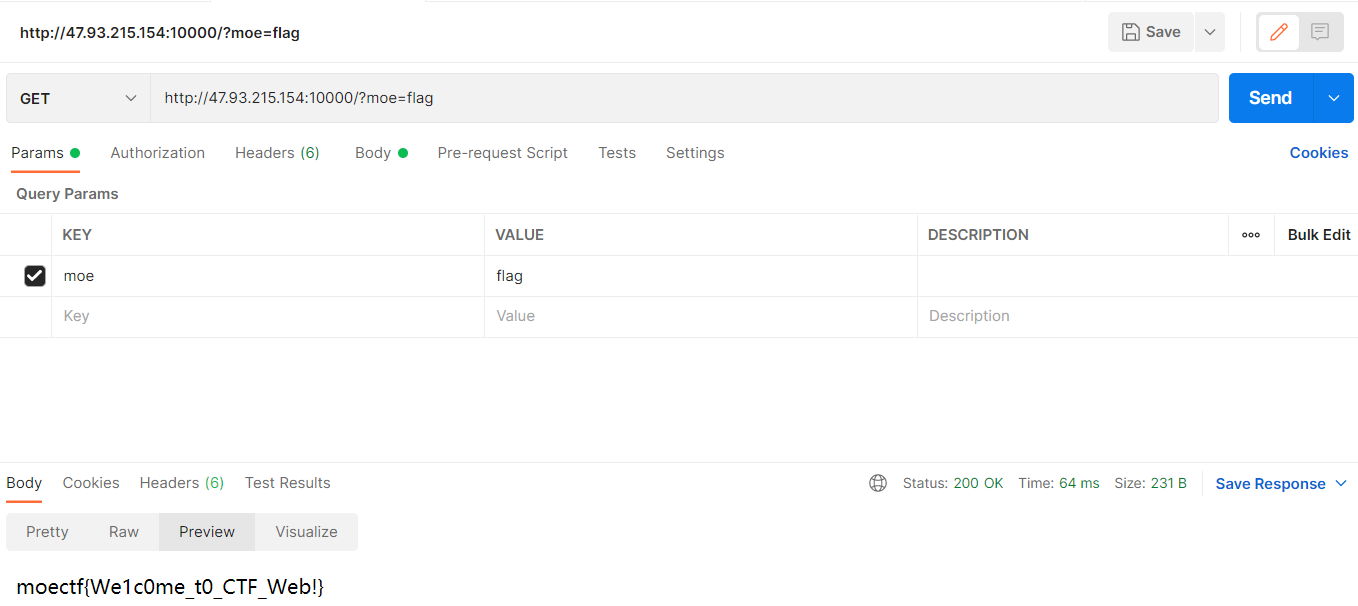 http://47.93.215.154:10000/?moe=flag Save
GET http://47.93.215.154:10000/?moe=flag Send
Params Authorization Headers (6) Body Pre-request Script Tests Settings Cookies
Query Params
KEY VALUE DESCRIPTION ooo Bulk Edit
moe flag
Key Value Description
Body Cookies Headers (6) Test Results Status: 200 OK Time: 64 ms Size: 231 B Save Response
Pretty Raw Preview Visualize
moectf{We1c0me_t0_CTF_Web!}